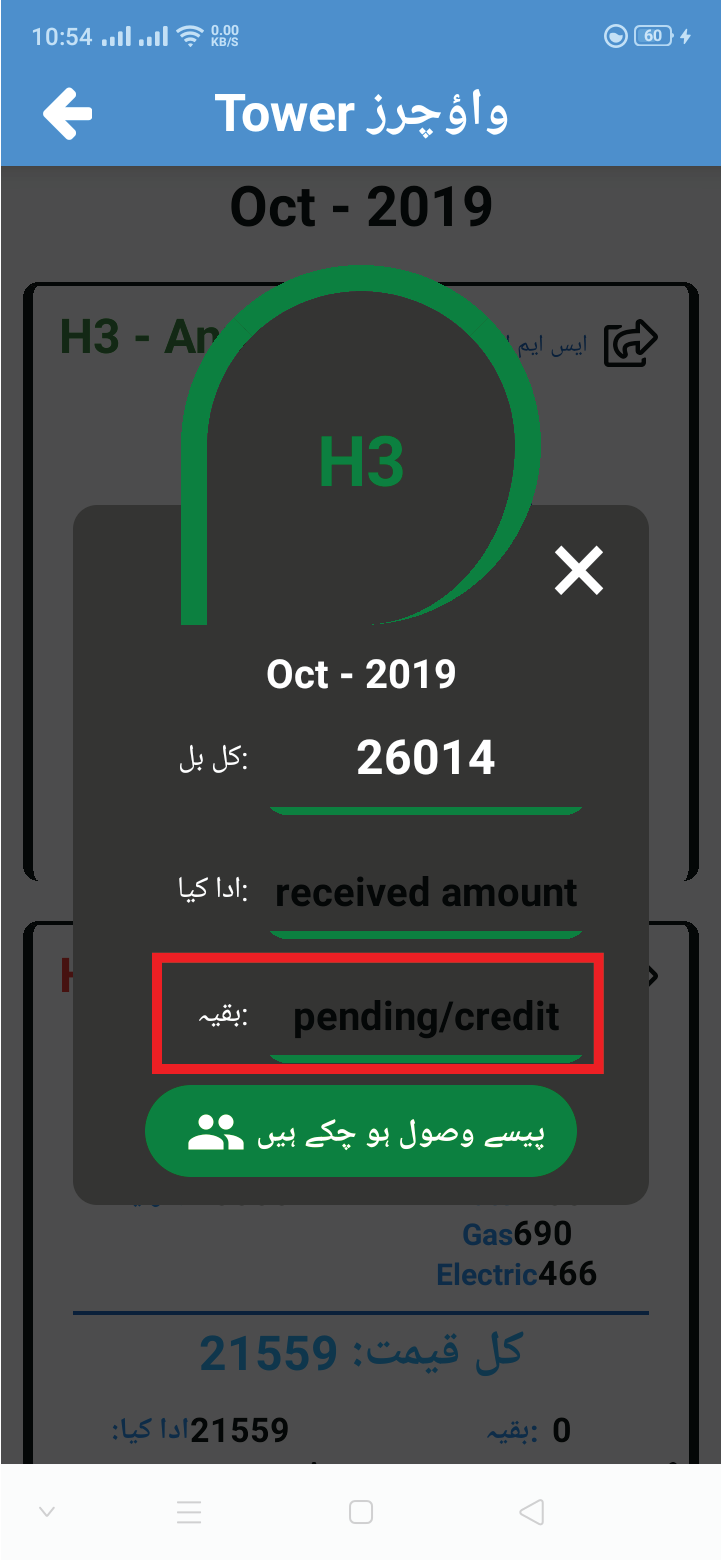 10:54 0.00 KB/S 60
Tower واؤچرز
Oct - 2019
H3 - An
ایس ایم
H3
Oct - 2019
کل بل: 26014
ادا کیا: received amount
بقیہ: pending/credit
پیسے وصول ہو چکے ہیں
Gas690
Electric466
کل قیمت: 21559
ادا کیا:21559
بقیہ: 0